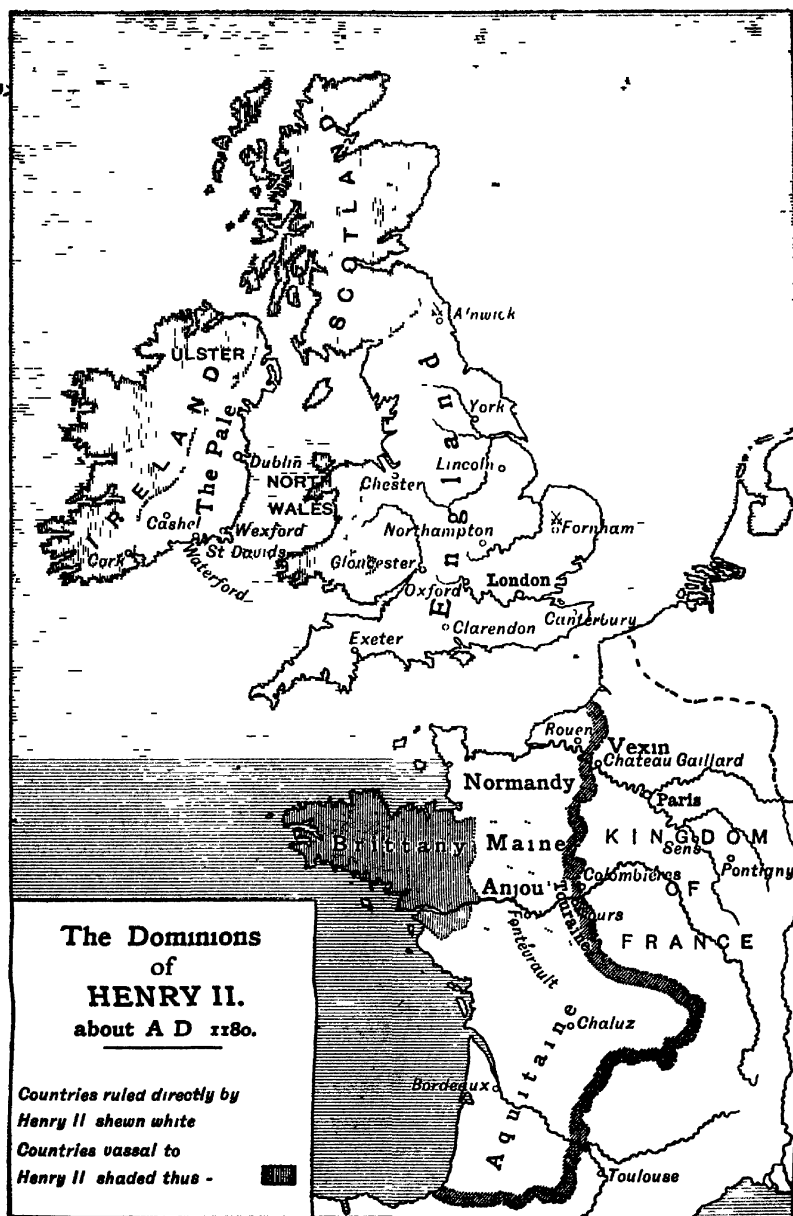 SCOTLAND
A'nwick
ULSTER
IRELAND
The Pale
England
York
Dublin
Lincoln
NORTH
WALES
Chester
Cashel
Wexford
Northampton
Fornham
Cork
St Davids
Waterford
Gloucester
Oxford
London
Canterbury
Clarendon
Exeter
Rouen
Vexin
Chateau Gaillard
Normandy
Paris
Brittany
Maine
KINGDOM
Sens
Pontigny
Colombieres
OF
Anjou
Touraine
Tours
Fontévrault
FRANCE
Chaluz
Bordeaux
Aquitaine
Toulouse
The Dominions
of
HENRY II.
about A D 1180.
Countries ruled directly by
Henry II shewn white
Countries vassal to
Henry II shaded thus -